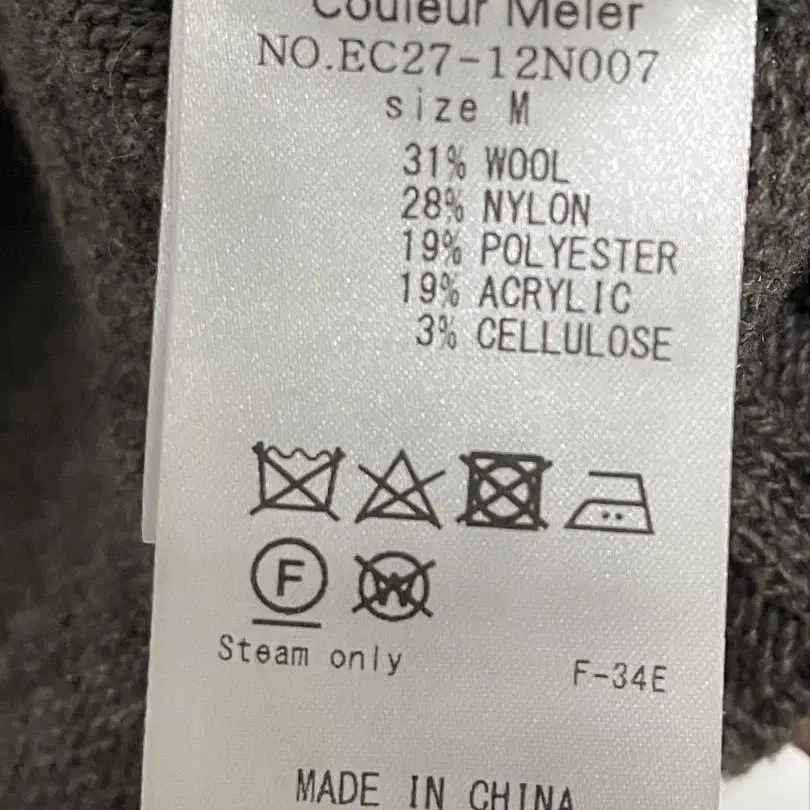 Couleur Meler
NO.EC27-12N007
size M
31% WOOL
28% NYLON
19% POLYESTER
19% ACRYLIC
3% CELLULOSE
F W
Steam only
F-34E
MADE IN CHINA